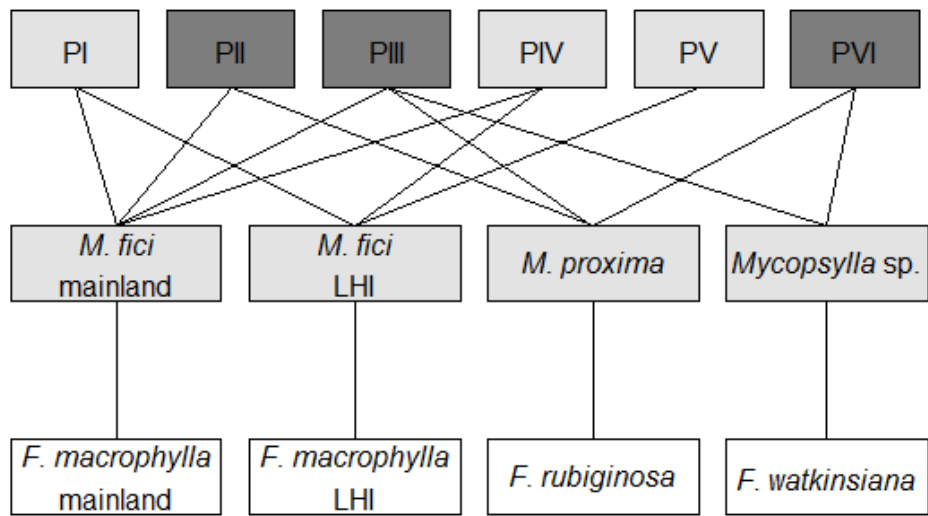 PI PII PIII PIV PV PVI
M. fici mainland
M. fici LHI
M. proxima
Mycopsylla sp.
F. macrophylla mainland
F. macrophylla LHI
F. rubiginosa
F. watkinsiana